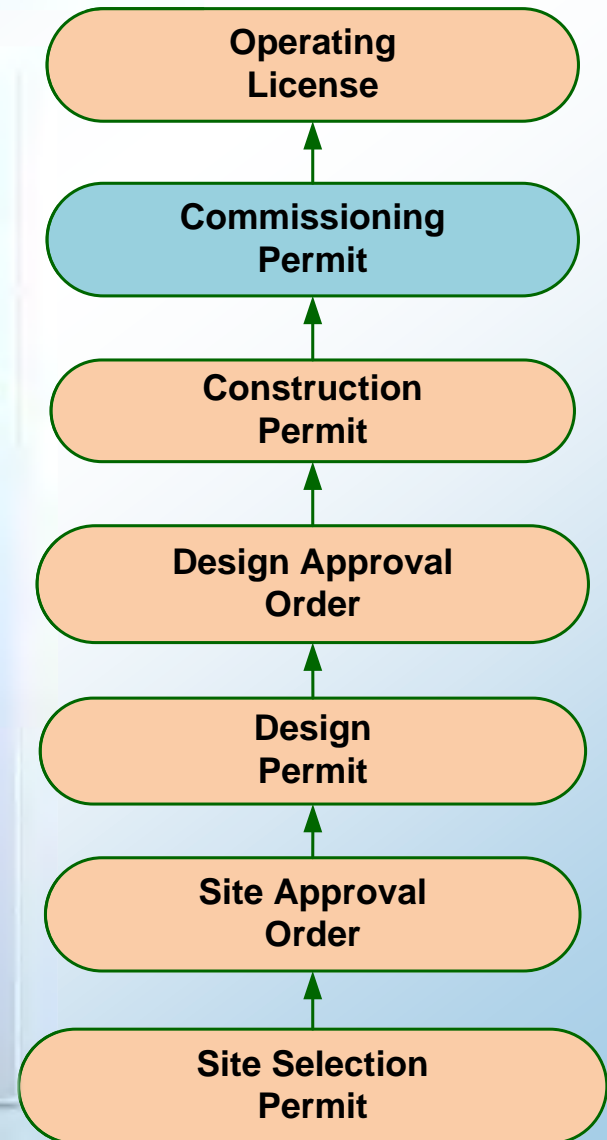 Operating
License
Commissioning
Permit
Construction
Permit
Design Approval
Order
Design
Permit
Site Approval
Order
Site Selection
Permit